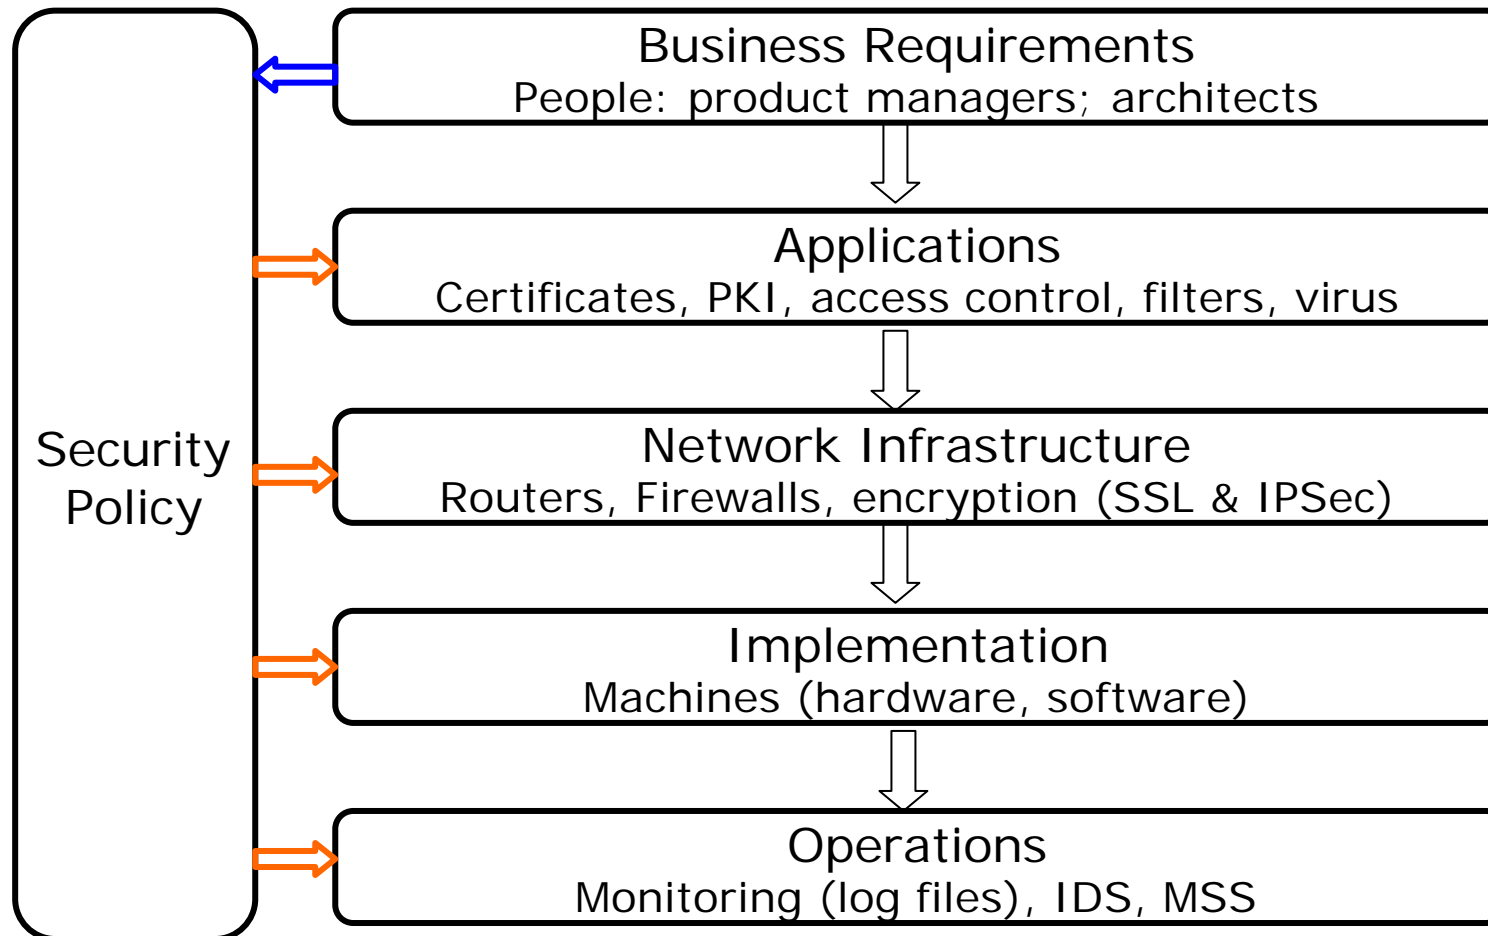 Business Requirements
People: product managers; architects
Applications
Certificates, PKI, access control, filters, virus
Security
Policy
Network Infrastructure
Routers, Firewalls, encryption (SSL & IPSec)
Implementation
Machines (hardware, software)
Operations
Monitoring (log files), IDS, MSS